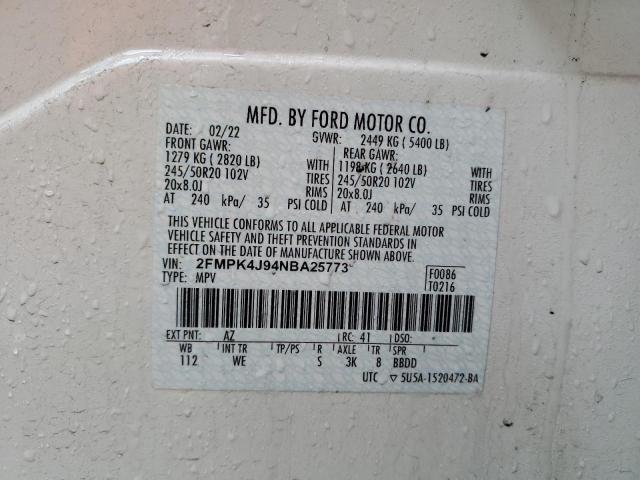 MFD. BY FORD MOTOR CO.
DATE: 02/22 GVWR: 2449 KG ( 5400 LB)
FRONT GAWR: REAR GAWR:
1279 KG ( 2820 LB) WITH 1198 KG ( 2640 LB) WITH
245/50R20 102V TIRES 245/50R20 102V TIRES
20x8.0J RIMS 20x8.0J RIMS
AT 240 kPa/ 35 PSI COLD AT 240 kPa/ 35 PSI COLD
THIS VEHICLE CONFORMS TO ALL APPLICABLE FEDERAL MOTOR
VEHICLE SAFETY AND THEFT PREVENTION STANDARDS IN
EFFECT ON THE DATE OF MANUFACTURE SHOWN ABOVE.
VIN: 2FMPK4J94NBA25773 F0086
TYPE: MPV T0216
EXT PNT: AZ RC: 41 DSO:
WB INT TR TP/PS R AXLE TR SPR
112 WE S 3K 8 BBDD
UTC ▽ 5U5A-1520472-BA